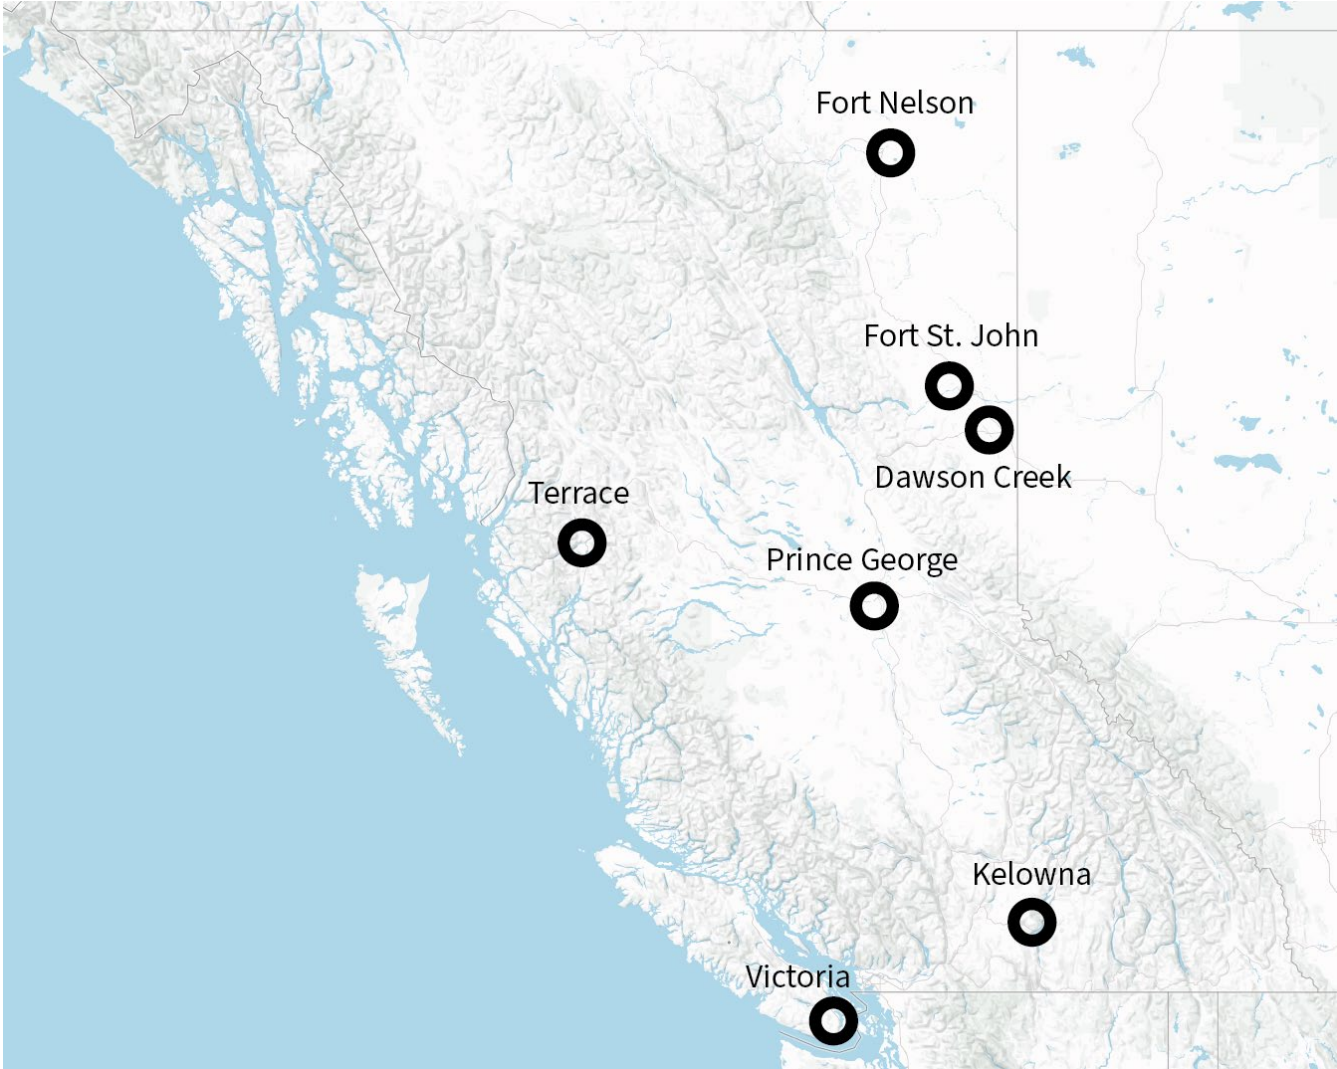 Fort Nelson
Fort St. John
Dawson Creek
Terrace
Prince George
Kelowna
Victoria